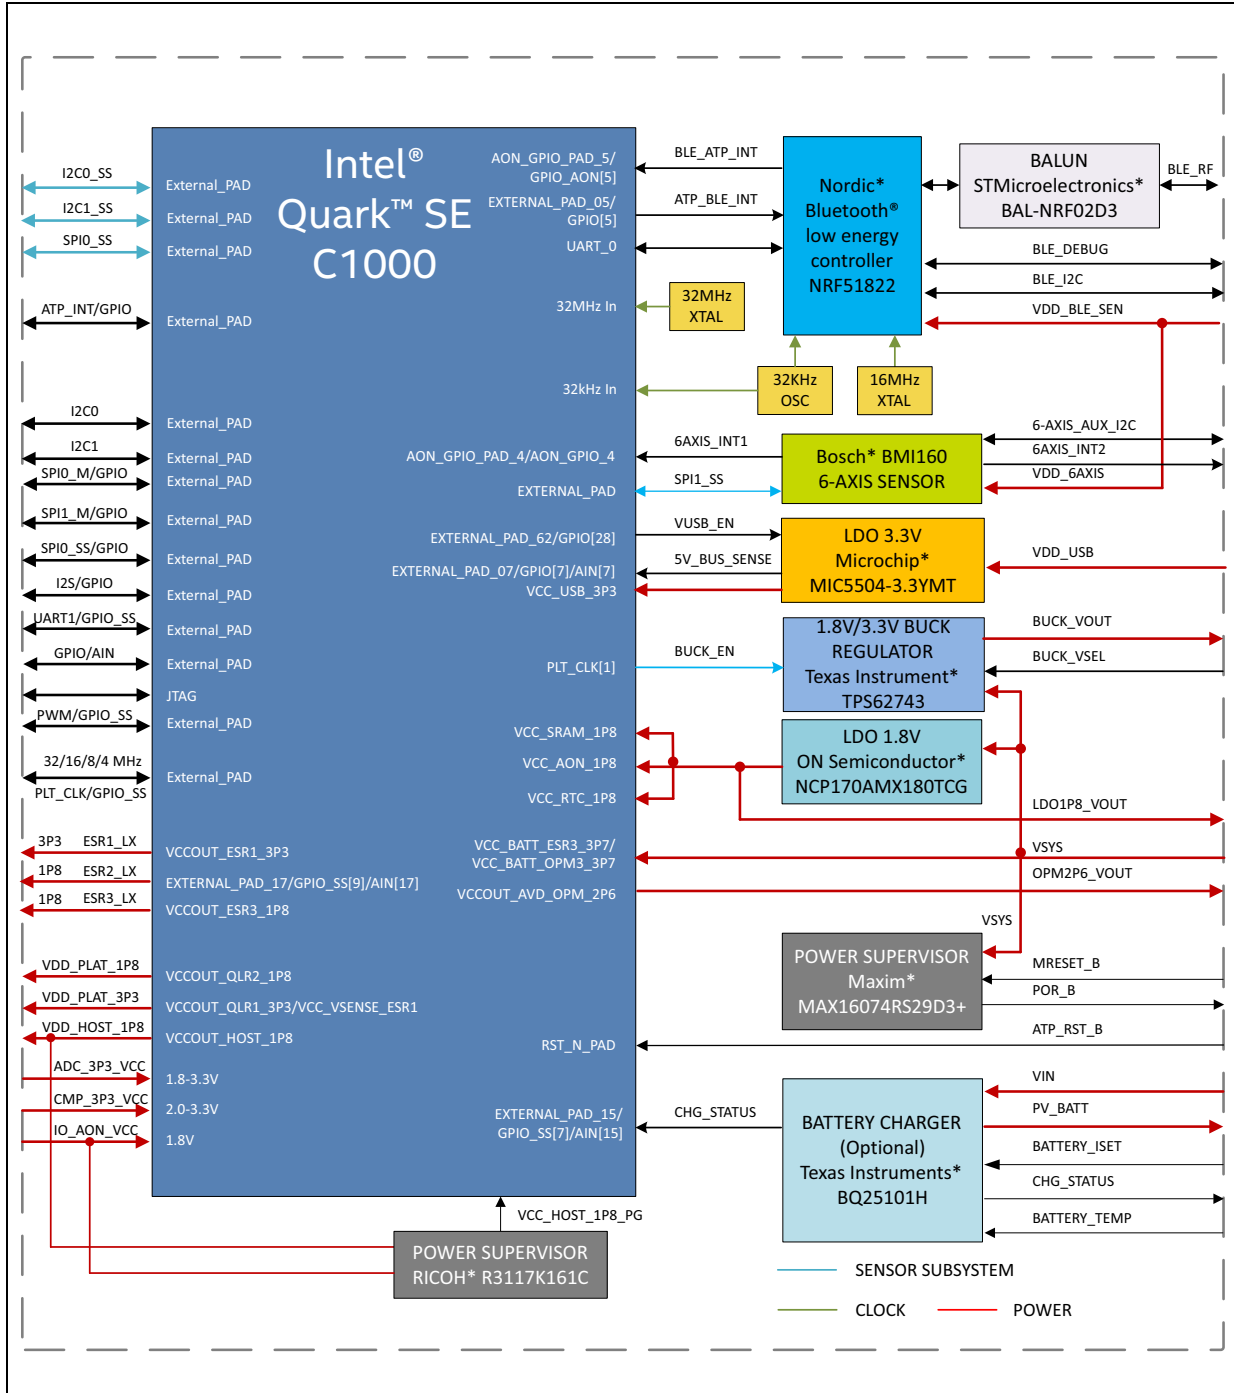 Intel®
Quark™ SE
C1000
I2C0_SS
External_PAD
I2C1_SS
External_PAD
SPI0_SS
External_PAD
ATP_INT/GPIO
External_PAD
I2C0
External_PAD
I2C1
External_PAD
SPI0_M/GPIO
External_PAD
SPI1_M/GPIO
External_PAD
SPI0_SS/GPIO
External_PAD
I2S/GPIO
External_PAD
UART1/GPIO_SS
External_PAD
GPIO/AIN
External_PAD
JTAG
PWM/GPIO_SS
External_PAD
32/16/8/4 MHz
External_PAD
PLT_CLK/GPIO_SS
3P3 ESR1_LX
VCCOUT_ESR1_3P3
1P8 ESR2_LX
EXTERNAL_PAD_17/GPIO_SS[9]/AIN[17]
1P8 ESR3_LX
VCCOUT_ESR3_1P8
VDD_PLAT_1P8
VCCOUT_QLR2_1P8
VDD_PLAT_3P3
VCCOUT_QLR1_3P3/VCC_VSENSE_ESR1
VDD_HOST_1P8
VCCOUT_HOST_1P8
ADC_3P3_VCC
1.8-3.3V
CMP_3P3_VCC
2.0-3.3V
IO_AON_VCC
1.8V
AON_GPIO_PAD_5/
GPIO_AON[5]
BLE_ATP_INT
EXTERNAL_PAD_05/
GPIO[5]
ATP_BLE_INT
UART_0
32MHz In
32MHz
XTAL
32kHz In
32KHz
OSC
16MHz
XTAL
Nordic*
Bluetooth®
low energy
controller
NRF51822
BALUN
STMicroelectronics*
BAL-NRF02D3
BLE_RF
BLE_DEBUG
BLE_I2C
VDD_BLE_SEN
AON_GPIO_PAD_4/AON_GPIO_4
6AXIS_INT1
EXTERNAL_PAD
SPI1_SS
Bosch* BMI160
6-AXIS SENSOR
6-AXIS_AUX_I2C
6AXIS_INT2
VDD_6AXIS
EXTERNAL_PAD_62/GPIO[28]
VUSB_EN
EXTERNAL_PAD_07/GPIO[7]/AIN[7]
5V_BUS_SENSE
VCC_USB_3P3
LDO 3.3V
Microchip*
MIC5504-3.3YMT
VDD_USB
PLT_CLK[1]
BUCK_EN
1.8V/3.3V BUCK
REGULATOR
Texas Instrument*
TPS62743
BUCK_VOUT
BUCK_VSEL
VCC_SRAM_1P8
VCC_AON_1P8
VCC_RTC_1P8
LDO 1.8V
ON Semiconductor*
NCP170AMX180TCG
LDO1P8_VOUT
VCC_BATT_ESR3_3P7/
VCC_BATT_OPM3_3P7
VSYS
VCCOUT_AVD_OPM_2P6
OPM2P6_VOUT
VSYS
POWER SUPERVISOR
Maxim*
MAX16074RS29D3+
MRESET_B
POR_B
RST_N_PAD
ATP_RST_B
EXTERNAL_PAD_15/
GPIO_SS[7]/AIN[15]
CHG_STATUS
BATTERY CHARGER
(Optional)
Texas Instruments*
BQ25101H
VIN
PV_BATT
BATTERY_ISET
CHG_STATUS
BATTERY_TEMP
VCC_HOST_1P8_PG
POWER SUPERVISOR
RICOH* R3117K161C
SENSOR SUBSYSTEM
CLOCK
POWER